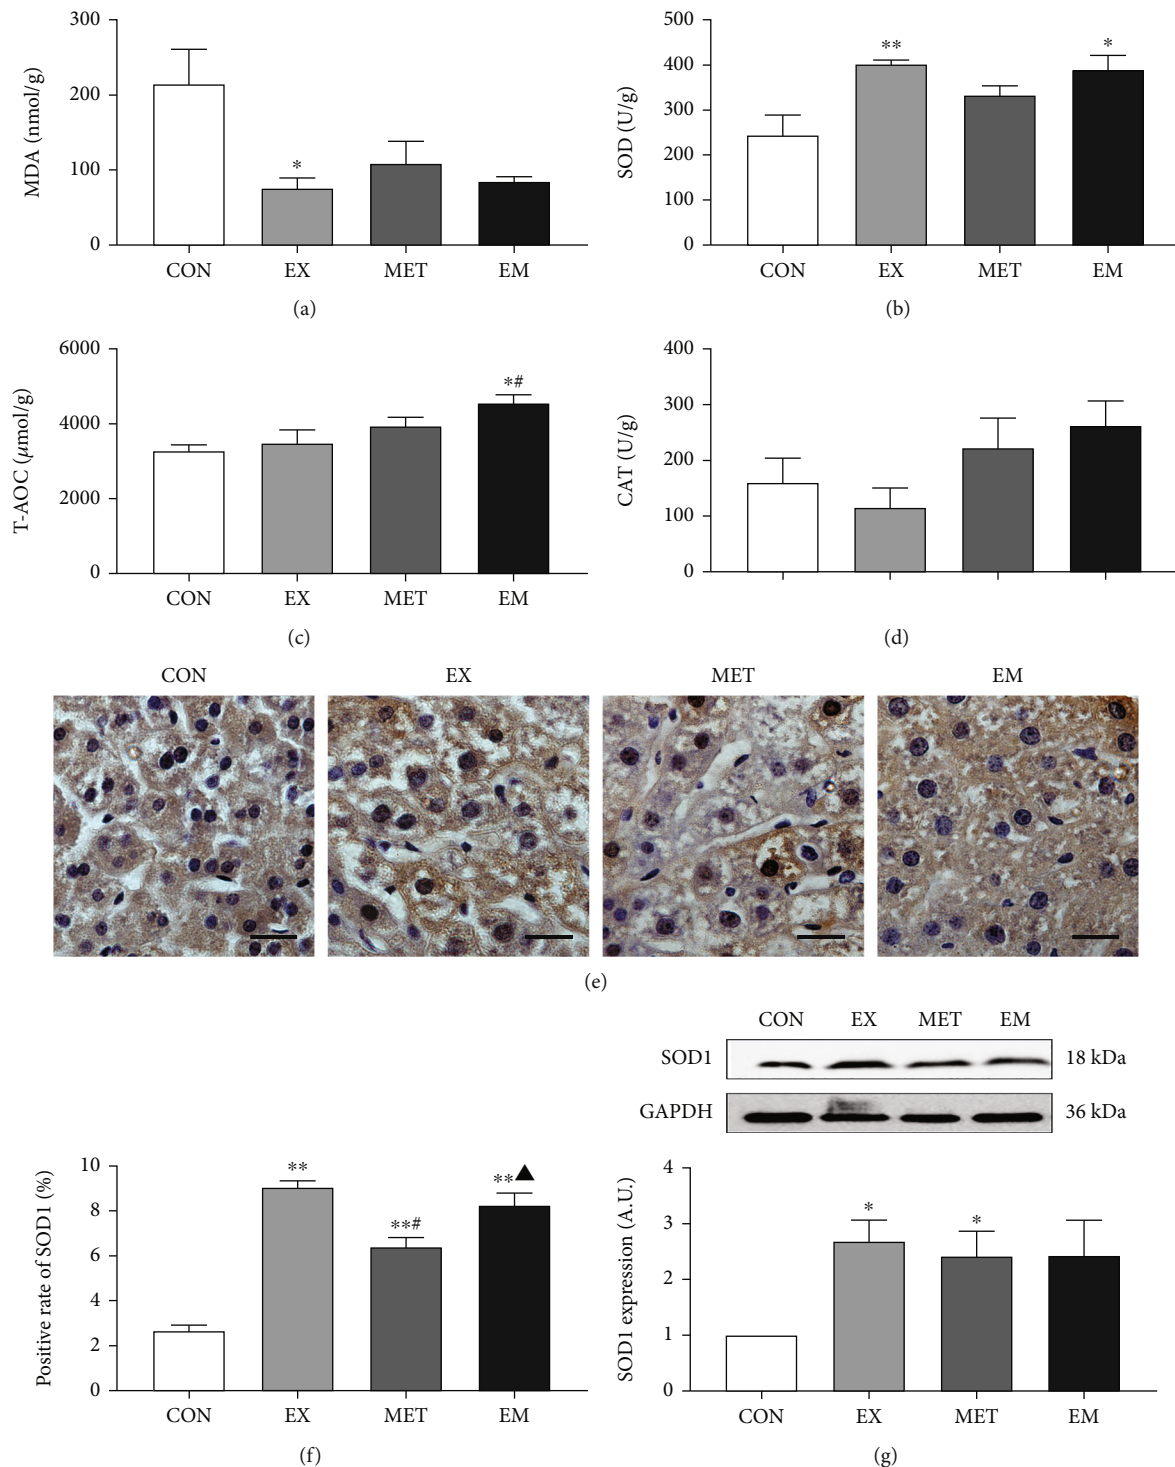 300
200
100
0
MDA (nmol/g)
*
CON EX MET EM
(a)
500
400
300
200
100
0
SOD (U/g)
** *
CON EX MET EM
(b)
6000
4000
2000
0
T-AOC (μmol/g)
*#
CON EX MET EM
(c)
400
300
200
100
0
CAT (U/g)
(d)
CON EX MET EM
(e)
10
8
6
4
2
0
Positive rate of SOD1 (%)
** **# **▲
CON EX MET EM
(f)
CON EX MET EM
SOD1 18 kDa
GAPDH 36 kDa
4
3
2
1
0
SOD1 expression (A.U.)
* *
CON EX MET EM
(g)